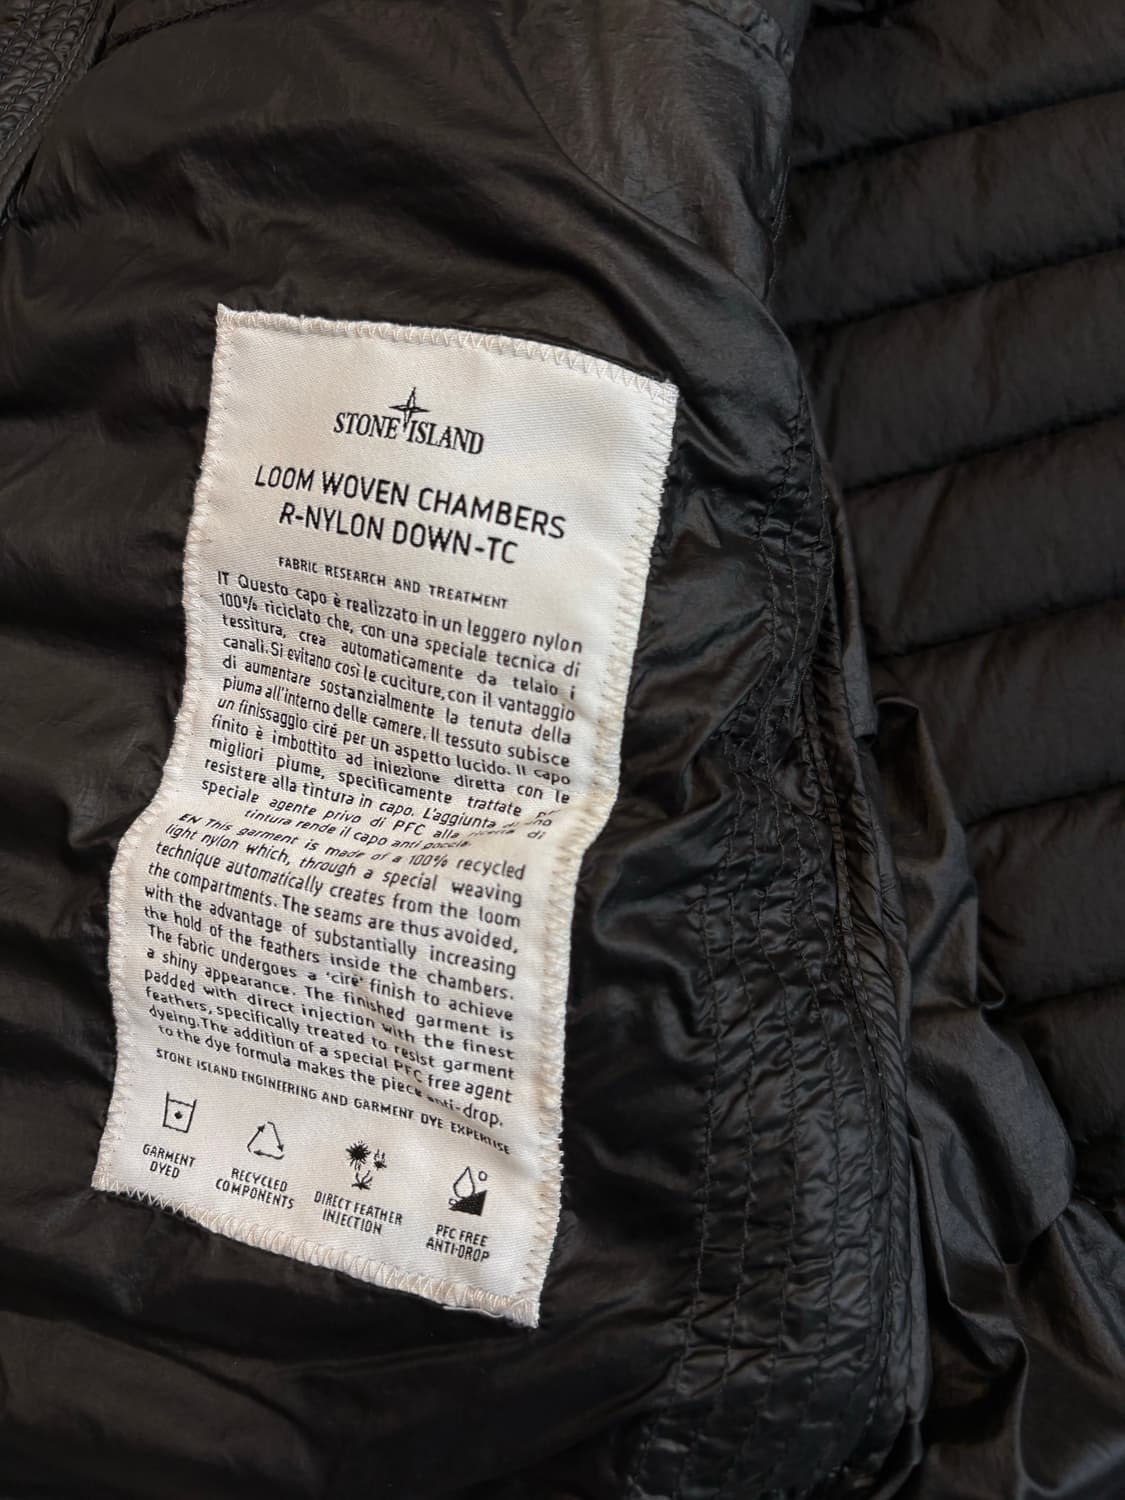 STONE ISLAND
LOOM WOVEN CHAMBERS
R-NYLON DOWN-TC
FABRIC RESEARCH AND TREATMENT
IT Questo capo è realizzato in un leggero nylon
100% riciclato che, con una speciale tecnica di
tessitura, crea automaticamente da telaio i
canali. Si evitano così le cuciture, con il vantaggio
di aumentare sostanzialmente la tenuta della
piuma all'interno delle camere. Il tessuto subisce
un finissaggio ciré per un aspetto lucido. Il capo
finito è imbottito ad iniezione diretta con le
migliori piume, specificamente trattate
resistere alla tintura in capo. L'aggiunta
speciale agente privo di PFC alla ricetta di
tintura rende il capo anti goccia.
EN This garment is made of a 100% recycled
light nylon which, through a special weaving
technique automatically creates from the loom
the compartments. The seams are thus avoided,
with the advantage of substantially increasing
the hold of the feathers inside the chambers.
The fabric undergoes a 'ciré' finish to achieve
a shiny appearance. The finished garment is
padded with direct injection with the finest
feathers, specifically treated to resist garment
dyeing. The addition of a special PFC free agent
to the dye formula makes the piece anti-drop.
STONE ISLAND ENGINEERING AND GARMENT DYE EXPERTISE
GARMENT
DYED
RECYCLED
COMPONENTS
DIRECT FEATHER
INJECTION
PFC FREE
ANTI-DROP